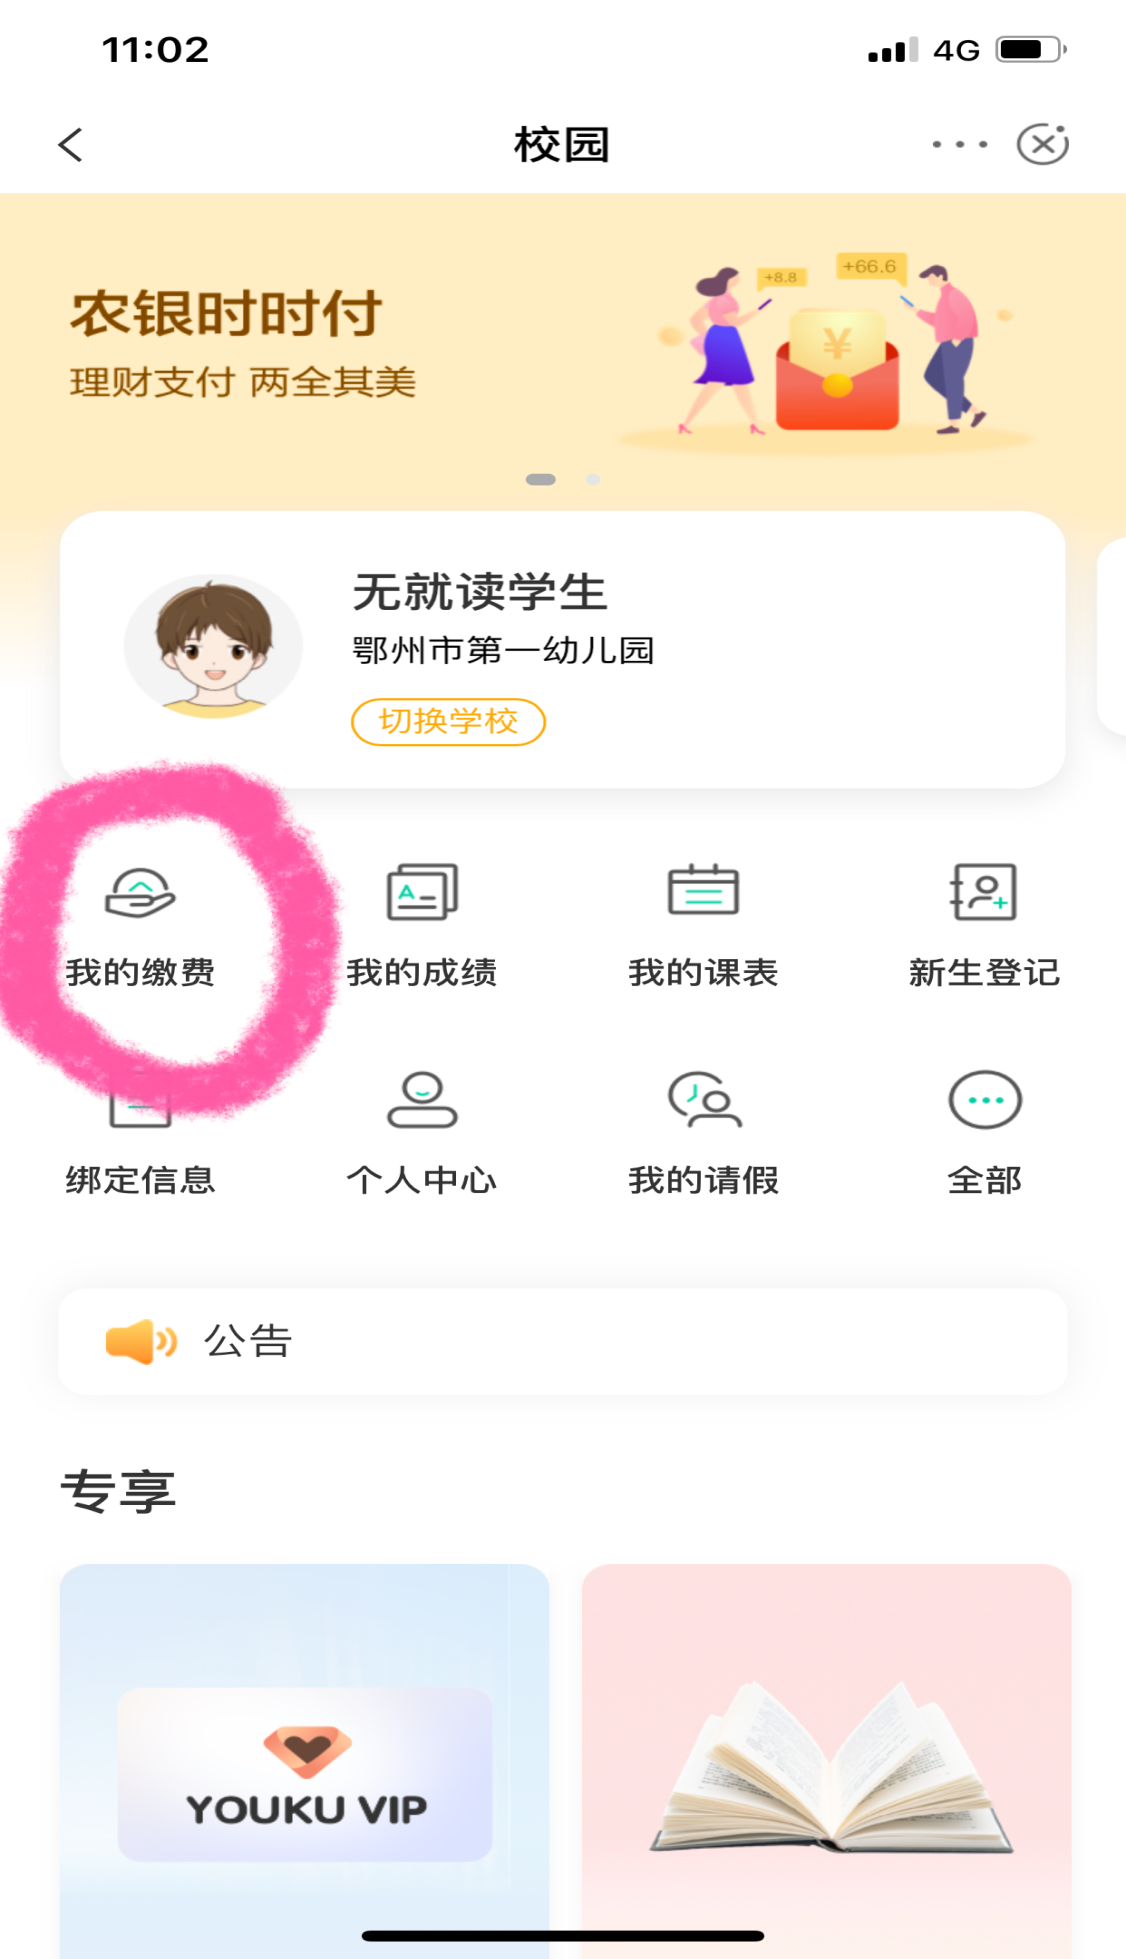 11:02
4G
校园
农银时时付
理财支付 两全其美
+8.8
+66.6
¥
无就读学生
鄂州市第一幼儿园
切换学校
我的缴费
我的成绩
我的课表
新生登记
绑定信息
个人中心
我的请假
全部
公告
专享
YOUKU VIP